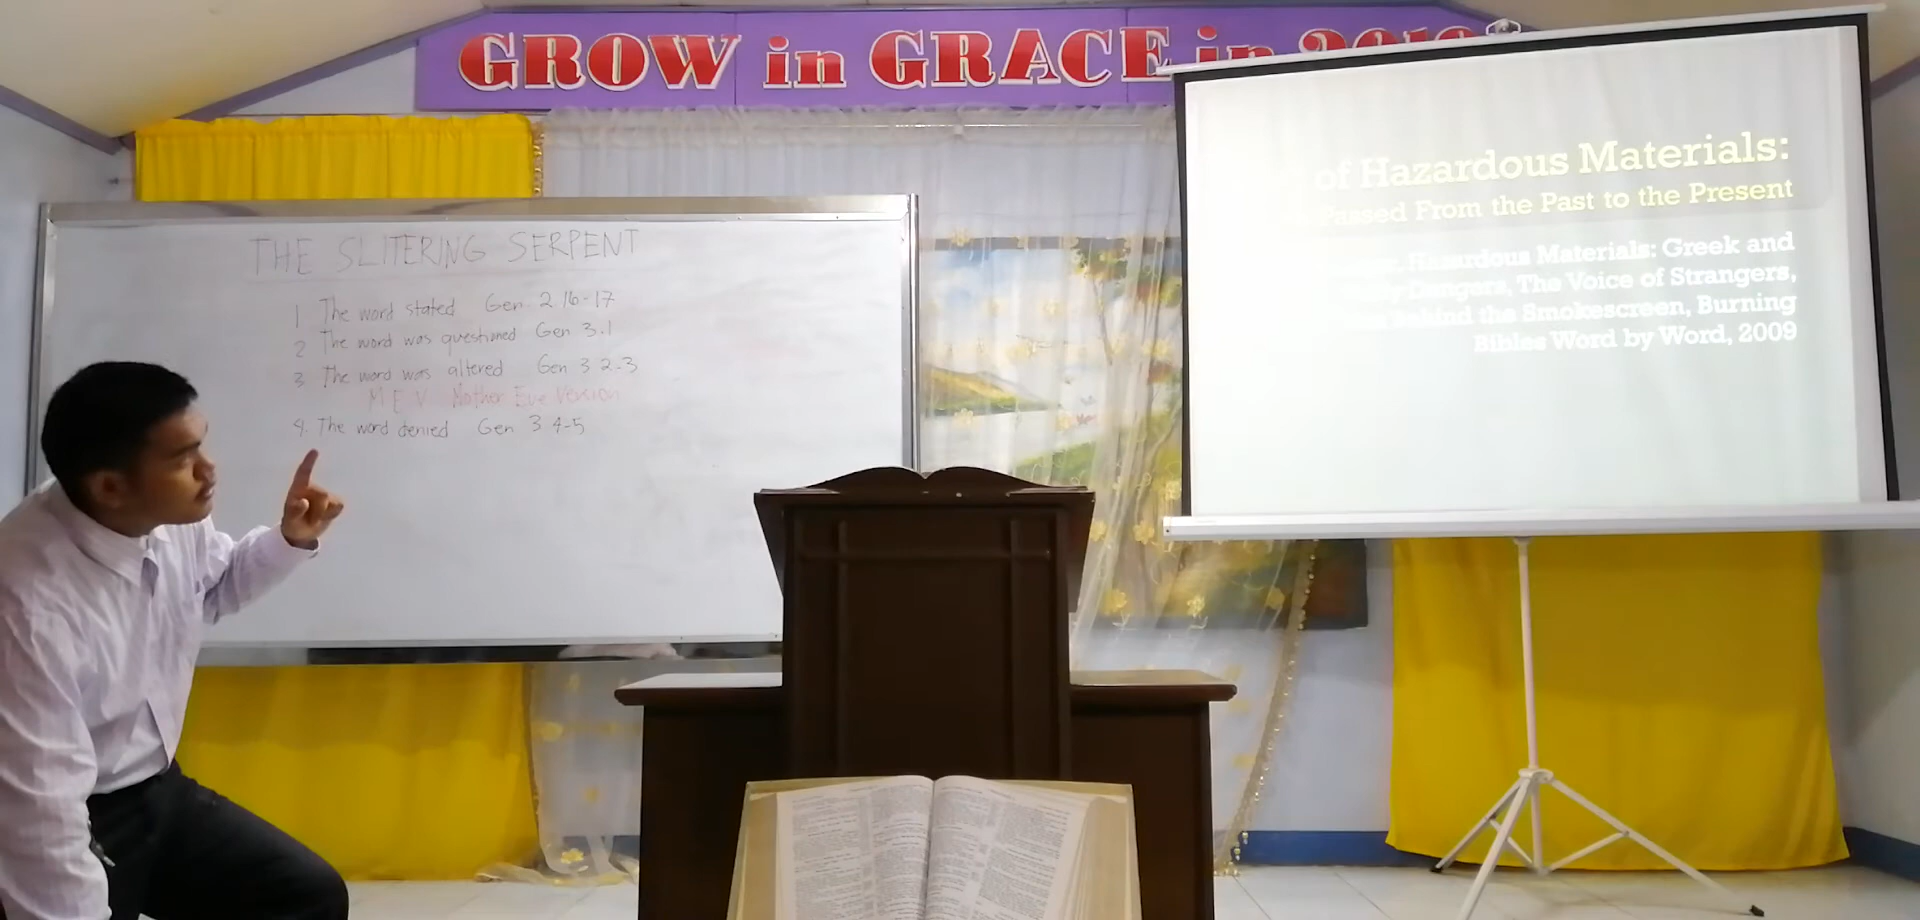 GROW in GRACE in 2019
THE SLITERING SERPENT
1 The word stated Gen 2 16-17
2 The word was questioned Gen 3.1
3 The word was altered Gen 3 2-3
M E V Mother Eve Version
4. The word denied Gen 3 4-5
of Hazardous Materials:
Passed From the Past to the Present
Hazardous Materials: Greek and
Dangers, The Voice of Strangers,
Behind the Smokescreen, Burning
Bibles Word by Word, 2009